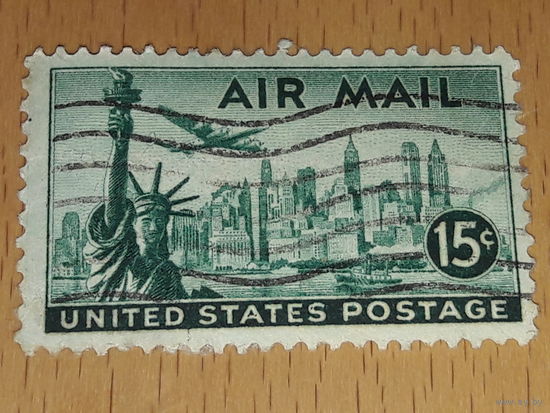 AIR MAIL
15¢
UNITED STATES POSTAGE